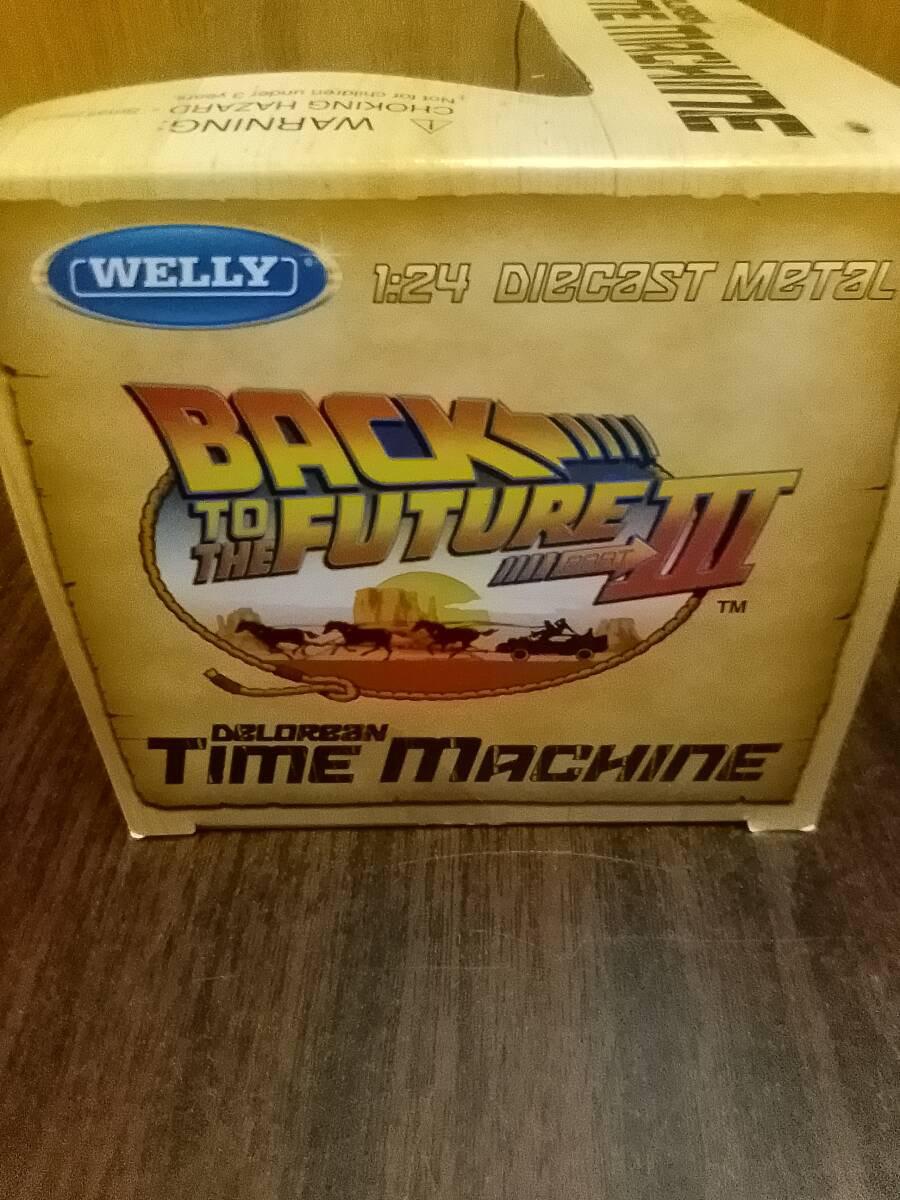 TIME MACHINE
⚠ WARNING:
CHOKING HAZARD -
Not for children under 3 years.
WELLY®
1:24 DIECAST METAL
BACK
TO THE FUTURE
PART III
TM
DELOREAN
TIME MACHINE